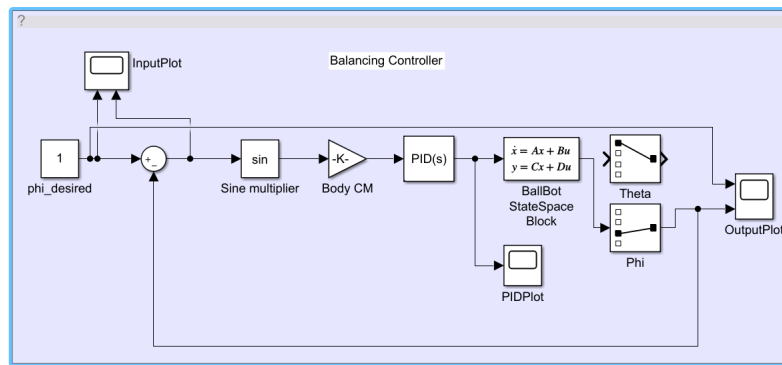 ?
Balancing Controller
InputPlot
1
phi_desired
+
_
sin
Sine multiplier
-K-
Body CM
PID(s)
ẋ = Ax + Bu
y = Cx + Du
BallBot
StateSpace
Block
Theta
Phi
OutputPlot
PIDPlot